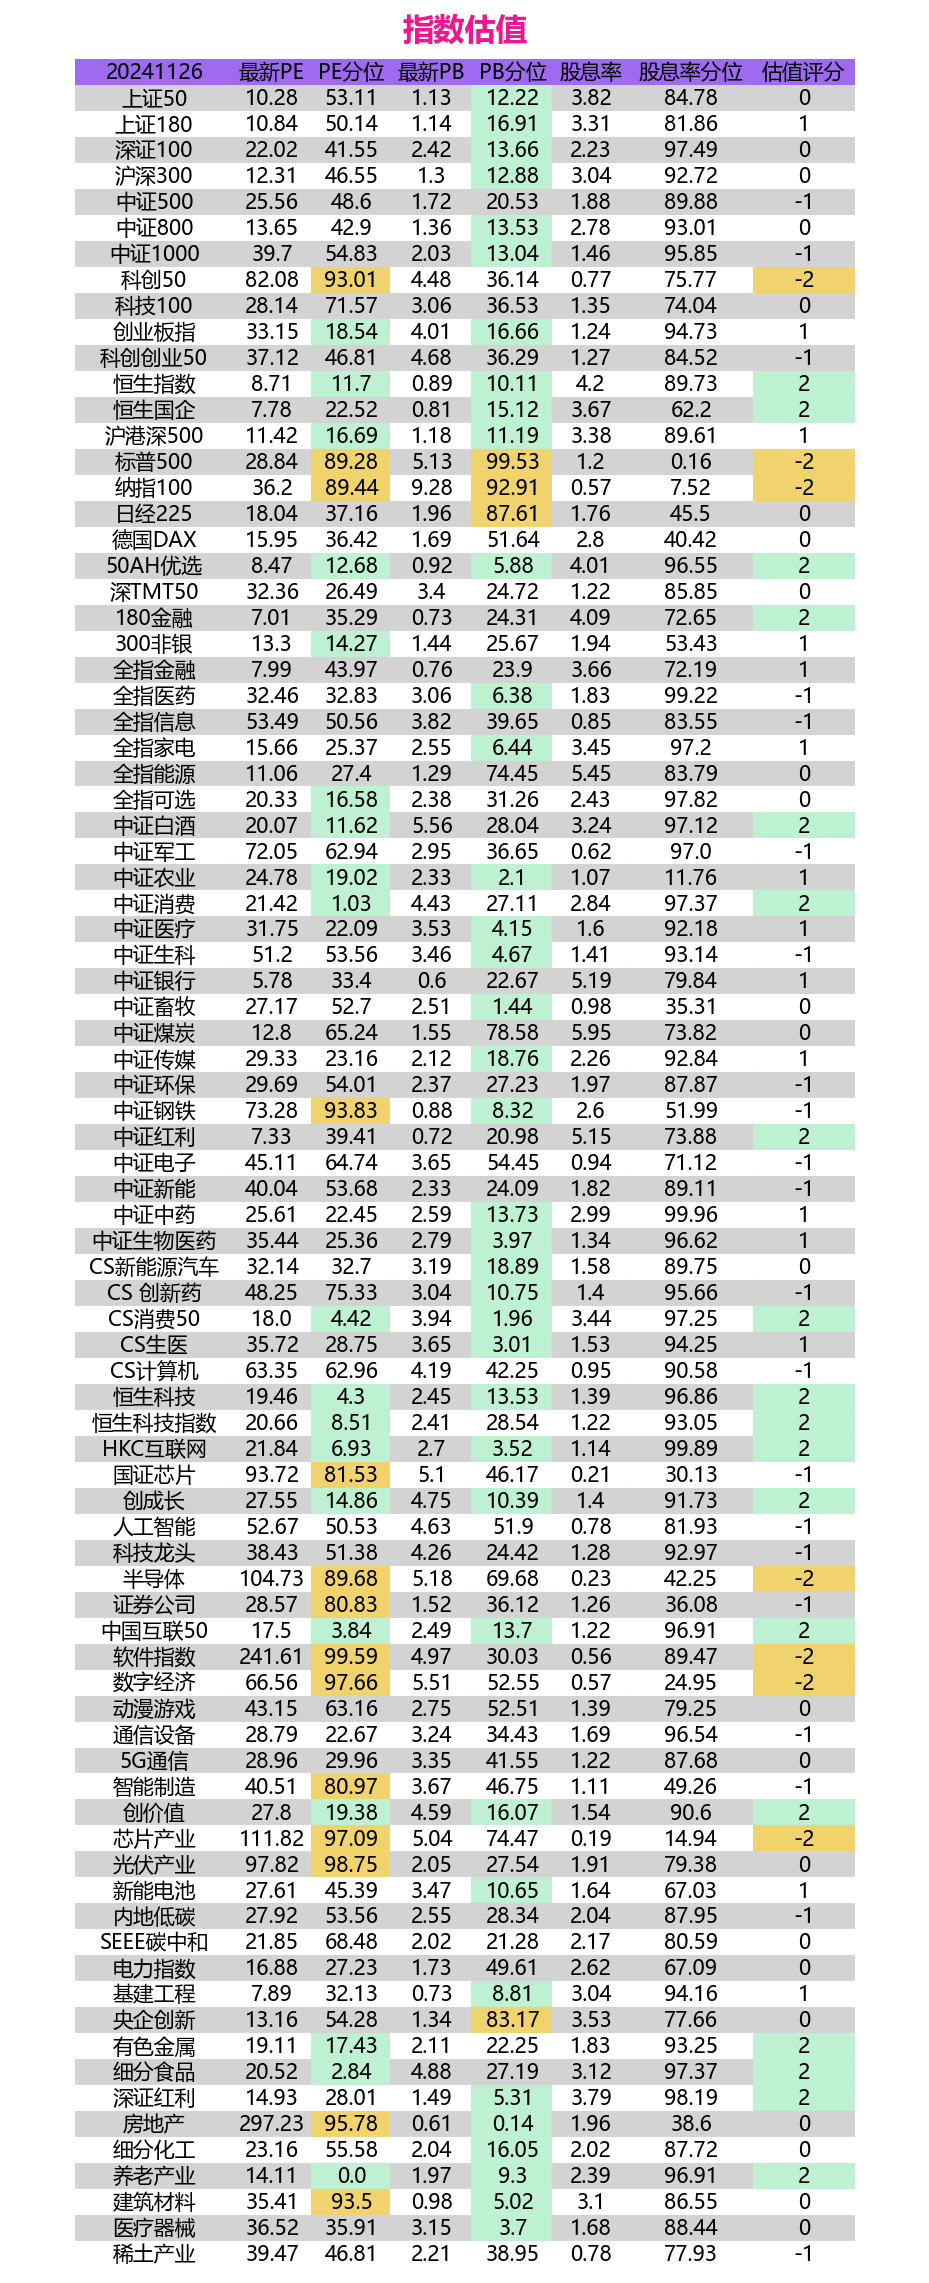 指数估值
20241126 最新PE PE分位 最新PB PB分位 股息率 股息率分位 估值评分
上证50 10.28 53.11 1.13 12.22 3.82 84.78 0
上证180 10.84 50.14 1.14 16.91 3.31 81.86 1
深证100 22.02 41.55 2.42 13.66 2.23 97.49 0
沪深300 12.31 46.55 1.3 12.88 3.04 92.72 0
中证500 25.56 48.6 1.72 20.53 1.88 89.88 -1
中证800 13.65 42.9 1.36 13.53 2.78 93.01 0
中证1000 39.7 54.83 2.03 13.04 1.46 95.85 -1
科创50 82.08 93.01 4.48 36.14 0.77 75.77 -2
科技100 28.14 71.57 3.06 36.53 1.35 74.04 0
创业板指 33.15 18.54 4.01 16.66 1.24 94.73 1
科创创业50 37.12 46.81 4.68 36.29 1.27 84.52 -1
恒生指数 8.71 11.7 0.89 10.11 4.2 89.73 2
恒生国企 7.78 22.52 0.81 15.12 3.67 62.2 2
沪港深500 11.42 16.69 1.18 11.19 3.38 89.61 1
标普500 28.84 89.28 5.13 99.53 1.2 0.16 -2
纳指100 36.2 89.44 9.28 92.91 0.57 7.52 -2
日经225 18.04 37.16 1.96 87.61 1.76 45.5 0
德国DAX 15.95 36.42 1.69 51.64 2.8 40.42 0
50AH优选 8.47 12.68 0.92 5.88 4.01 96.55 2
深TMT50 32.36 26.49 3.4 24.72 1.22 85.85 0
180金融 7.01 35.29 0.73 24.31 4.09 72.65 2
300非银 13.3 14.27 1.44 25.67 1.94 53.43 1
全指金融 7.99 43.97 0.76 23.9 3.66 72.19 1
全指医药 32.46 32.83 3.06 6.38 1.83 99.22 -1
全指信息 53.49 50.56 3.82 39.65 0.85 83.55 -1
全指家电 15.66 25.37 2.55 6.44 3.45 97.2 1
全指能源 11.06 27.4 1.29 74.45 5.45 83.79 0
全指可选 20.33 16.58 2.38 31.26 2.43 97.82 0
中证白酒 20.07 11.62 5.56 28.04 3.24 97.12 2
中证军工 72.05 62.94 2.95 36.65 0.62 97.0 -1
中证农业 24.78 19.02 2.33 2.1 1.07 11.76 1
中证消费 21.42 1.03 4.43 27.11 2.84 97.37 2
中证医疗 31.75 22.09 3.53 4.15 1.6 92.18 1
中证生科 51.2 53.56 3.46 4.67 1.41 93.14 -1
中证银行 5.78 33.4 0.6 22.67 5.19 79.84 1
中证畜牧 27.17 52.7 2.51 1.44 0.98 35.31 0
中证煤炭 12.8 65.24 1.55 78.58 5.95 73.82 0
中证传媒 29.33 23.16 2.12 18.76 2.26 92.84 1
中证环保 29.69 54.01 2.37 27.23 1.97 87.87 -1
中证钢铁 73.28 93.83 0.88 8.32 2.6 51.99 -1
中证红利 7.33 39.41 0.72 20.98 5.15 73.88 2
中证电子 45.11 64.74 3.65 54.45 0.94 71.12 -1
中证新能 40.04 53.68 2.33 24.09 1.82 89.11 -1
中证中药 25.61 22.45 2.59 13.73 2.99 99.96 1
中证生物医药 35.44 25.36 2.79 3.97 1.34 96.62 1
CS新能源汽车 32.14 32.7 3.19 18.89 1.58 89.75 0
CS 创新药 48.25 75.33 3.04 10.75 1.4 95.66 -1
CS消费50 18.0 4.42 3.94 1.96 3.44 97.25 2
CS生医 35.72 28.75 3.65 3.01 1.53 94.25 1
CS计算机 63.35 62.96 4.19 42.25 0.95 90.58 -1
恒生科技 19.46 4.3 2.45 13.53 1.39 96.86 2
恒生科技指数 20.66 8.51 2.41 28.54 1.22 93.05 2
HKC互联网 21.84 6.93 2.7 3.52 1.14 99.89 2
国证芯片 93.72 81.53 5.1 46.17 0.21 30.13 -1
创成长 27.55 14.86 4.75 10.39 1.4 91.73 2
人工智能 52.67 50.53 4.63 51.9 0.78 81.93 -1
科技龙头 38.43 51.38 4.26 24.42 1.28 92.97 -1
半导体 104.73 89.68 5.18 69.68 0.23 42.25 -2
证券公司 28.57 80.83 1.52 36.12 1.26 36.08 -1
中国互联50 17.5 3.84 2.49 13.7 1.22 96.91 2
软件指数 241.61 99.59 4.97 30.03 0.56 89.47 -2
数字经济 66.56 97.66 5.51 52.55 0.57 24.95 -2
动漫游戏 43.15 63.16 2.75 52.51 1.39 79.25 0
通信设备 28.79 22.67 3.24 34.43 1.69 96.54 -1
5G通信 28.96 29.96 3.35 41.55 1.22 87.68 0
智能制造 40.51 80.97 3.67 46.75 1.11 49.26 -1
创价值 27.8 19.38 4.59 16.07 1.54 90.6 2
芯片产业 111.82 97.09 5.04 74.47 0.19 14.94 -2
光伏产业 97.82 98.75 2.05 27.54 1.91 79.38 0
新能电池 27.61 45.39 3.47 10.65 1.64 67.03 1
内地低碳 27.92 53.56 2.55 28.34 2.04 87.95 -1
SEEE碳中和 21.85 68.48 2.02 21.28 2.17 80.59 0
电力指数 16.88 27.23 1.73 49.61 2.62 67.09 0
基建工程 7.89 32.13 0.73 8.81 3.04 94.16 1
央企创新 13.16 54.28 1.34 83.17 3.53 77.66 0
有色金属 19.11 17.43 2.11 22.25 1.83 93.25 2
细分食品 20.52 2.84 4.88 27.19 3.12 97.37 2
深证红利 14.93 28.01 1.49 5.31 3.79 98.19 2
房地产 297.23 95.78 0.61 0.14 1.96 38.6 0
细分化工 23.16 55.58 2.04 16.05 2.02 87.72 0
养老产业 14.11 0.0 1.97 9.3 2.39 96.91 2
建筑材料 35.41 93.5 0.98 5.02 3.1 86.55 0
医疗器械 36.52 35.91 3.15 3.7 1.68 88.44 0
稀土产业 39.47 46.81 2.21 38.95 0.78 77.93 -1